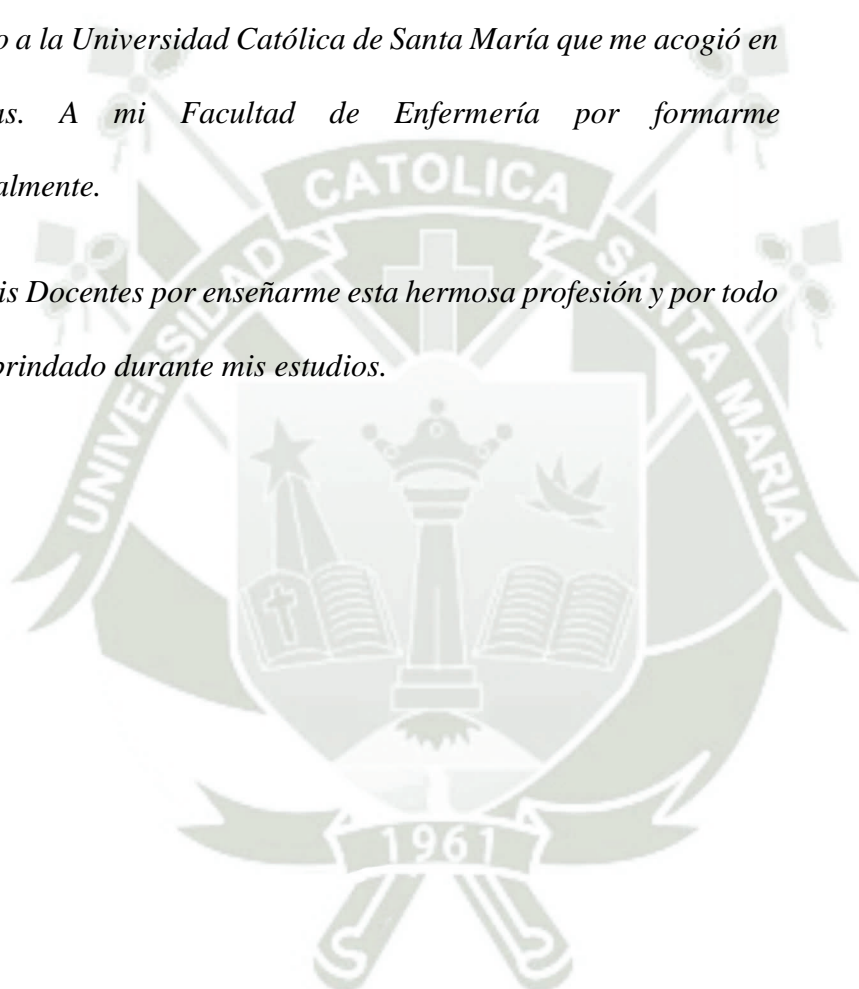 o a la Universidad Católica de Santa María que me acogió en
as. A mi Facultad de Enfermería por formarme
almente.
is Docentes por enseñarme esta hermosa profesión y por todo
brindado durante mis estudios.
UNIVERSIDAD CATOLICA SANTA MARIA
1961